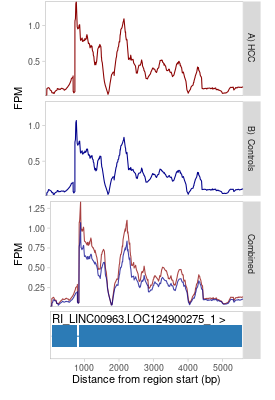 1.0
0.5
FPM
A) HCC
1.0
0.5
B) Controls
1.25
1.00
0.75
0.50
0.25
FPM
Combined
RI_LINC00963.LOC124900275_1 >
1000 2000 3000 4000 5000
Distance from region start (bp)